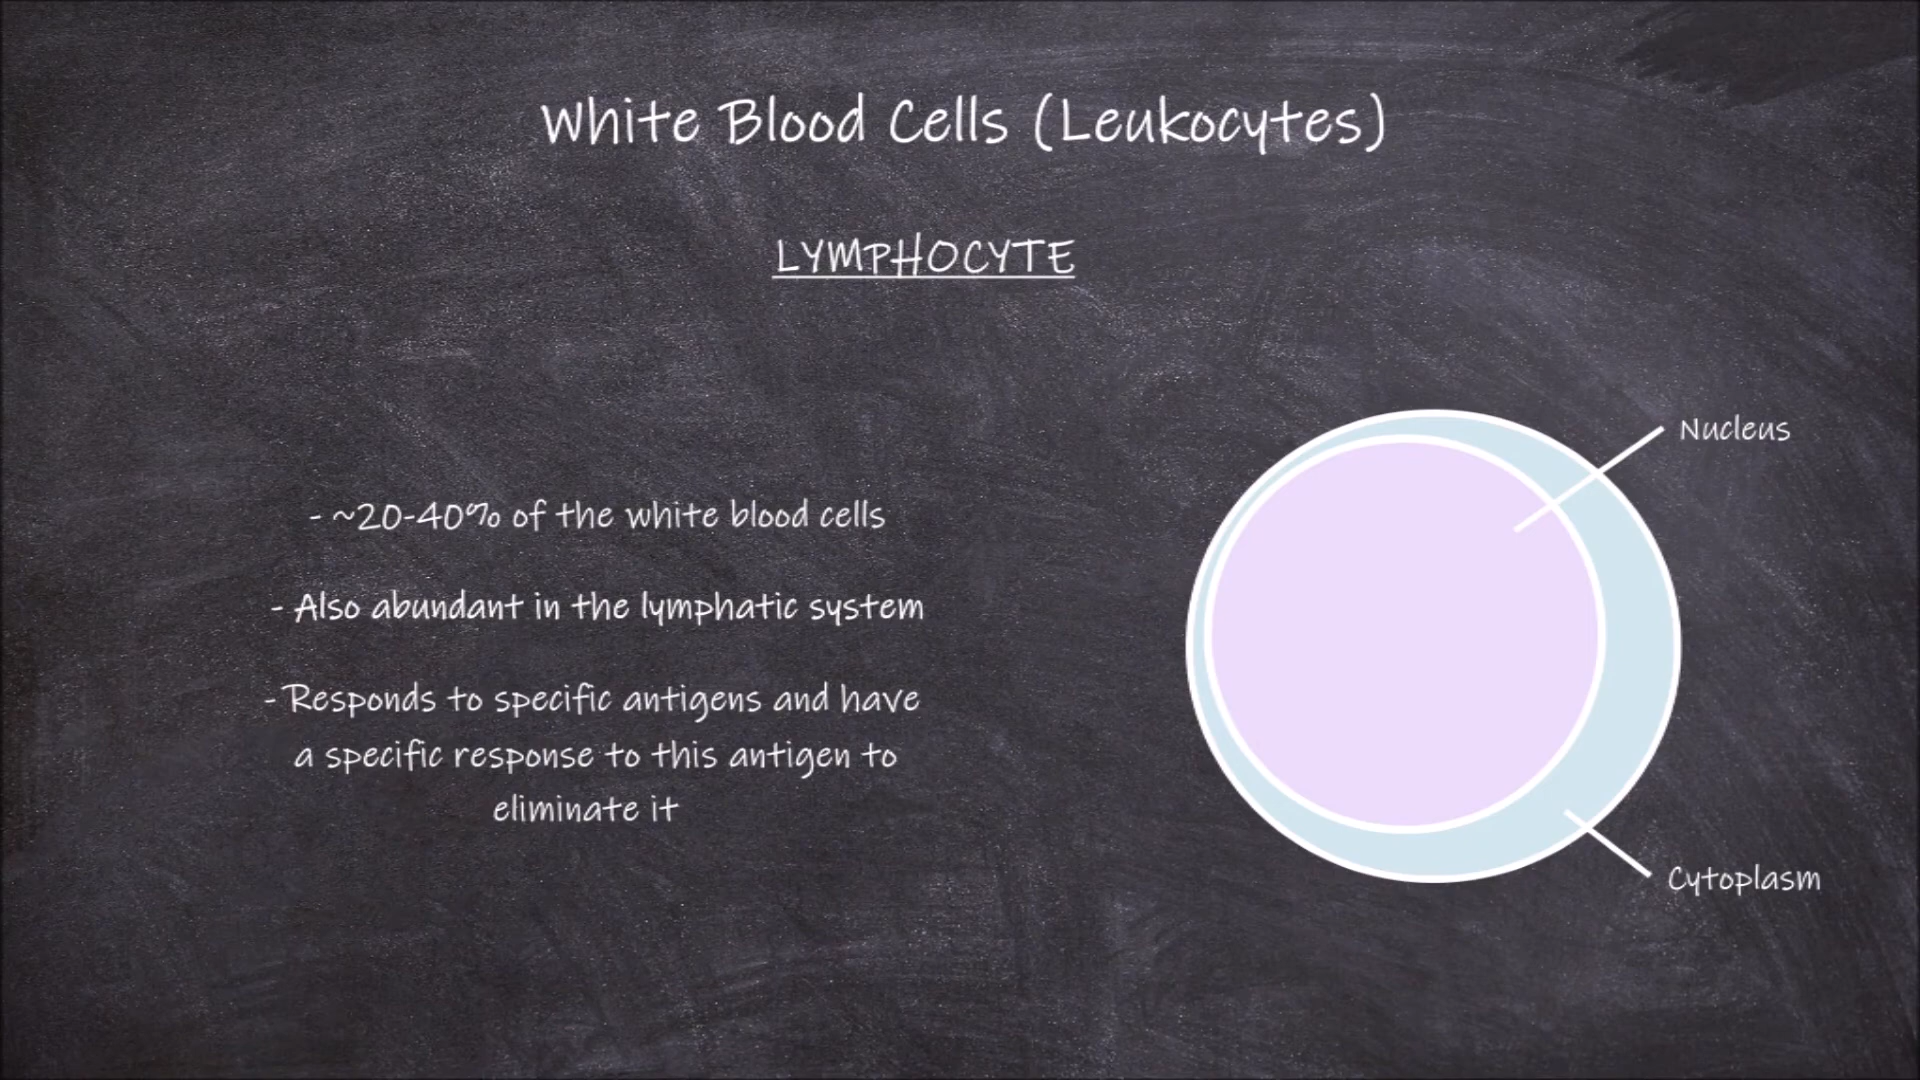 White Blood Cells (Leukocytes)
LYMPHOCYTE
- ~20-40% of the white blood cells
- Also abundant in the lymphatic system
- Responds to specific antigens and have
a specific response to this antigen to
eliminate it
Nucleus
Cytoplasm